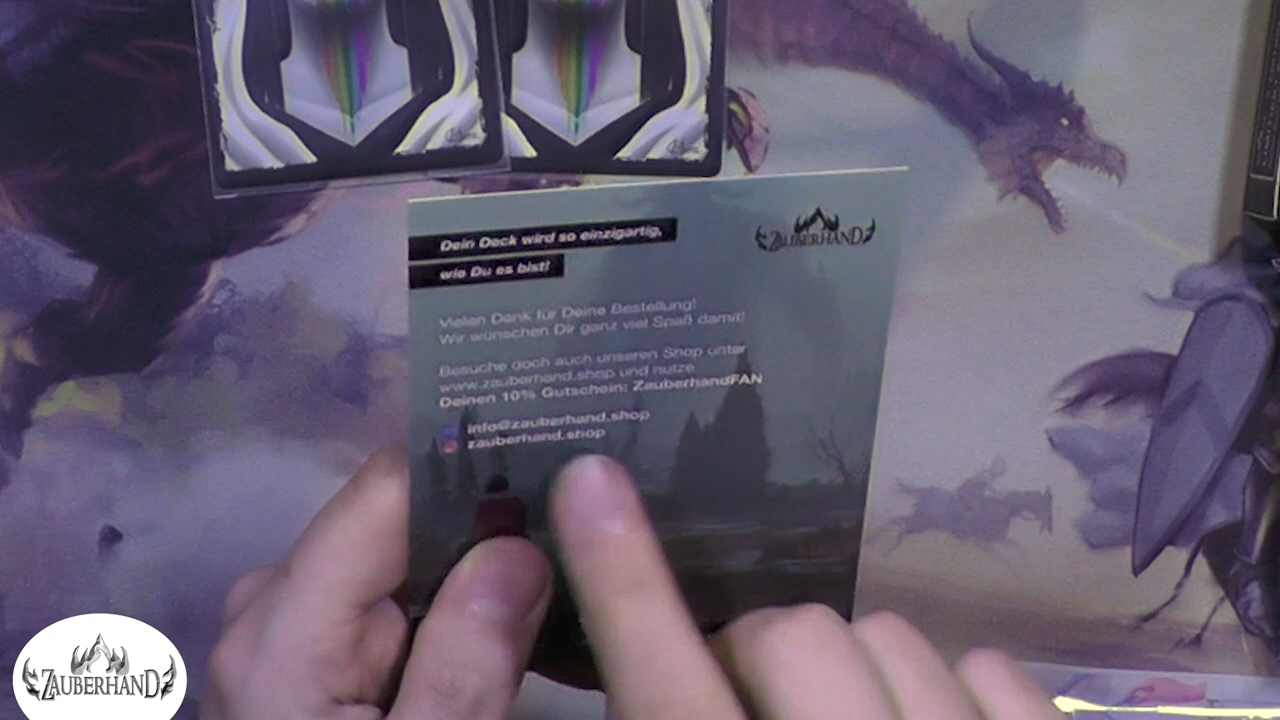 Dein Deck wird so einzigartig,
wie Du es bist!
ZAUBERHAND
Vielen Dank für Deine Bestellung!
Wir wünschen Dir ganz viel Spaß damit!
Besuche doch auch unseren Shop unter
www.zauberhand.shop und nutze
Deinen 10% Gutschein: ZauberhandFAN
info@zauberhand.shop
zauberhand.shop
ZAUBERHAND